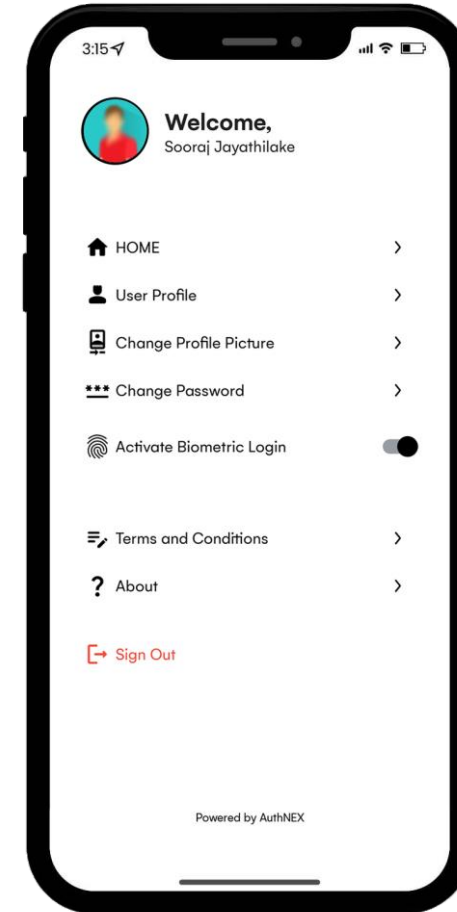 3:15
Welcome,
Sooraj Jayathilake
HOME
User Profile
Change Profile Picture
*** Change Password
Activate Biometric Login
Terms and Conditions
? About
Sign Out
Powered by AuthNEX